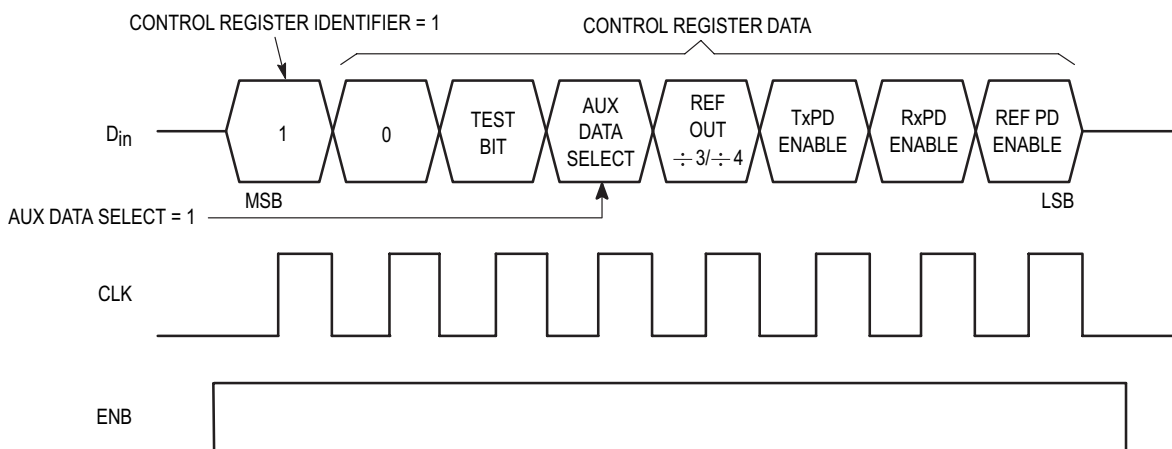 CONTROL REGISTER IDENTIFIER = 1
CONTROL REGISTER DATA
Din
1
0
TEST
BIT
AUX
DATA
SELECT
REF
OUT
÷3/÷4
TxPD
ENABLE
RxPD
ENABLE
REF PD
ENABLE
MSB
LSB
AUX DATA SELECT = 1
CLK
ENB